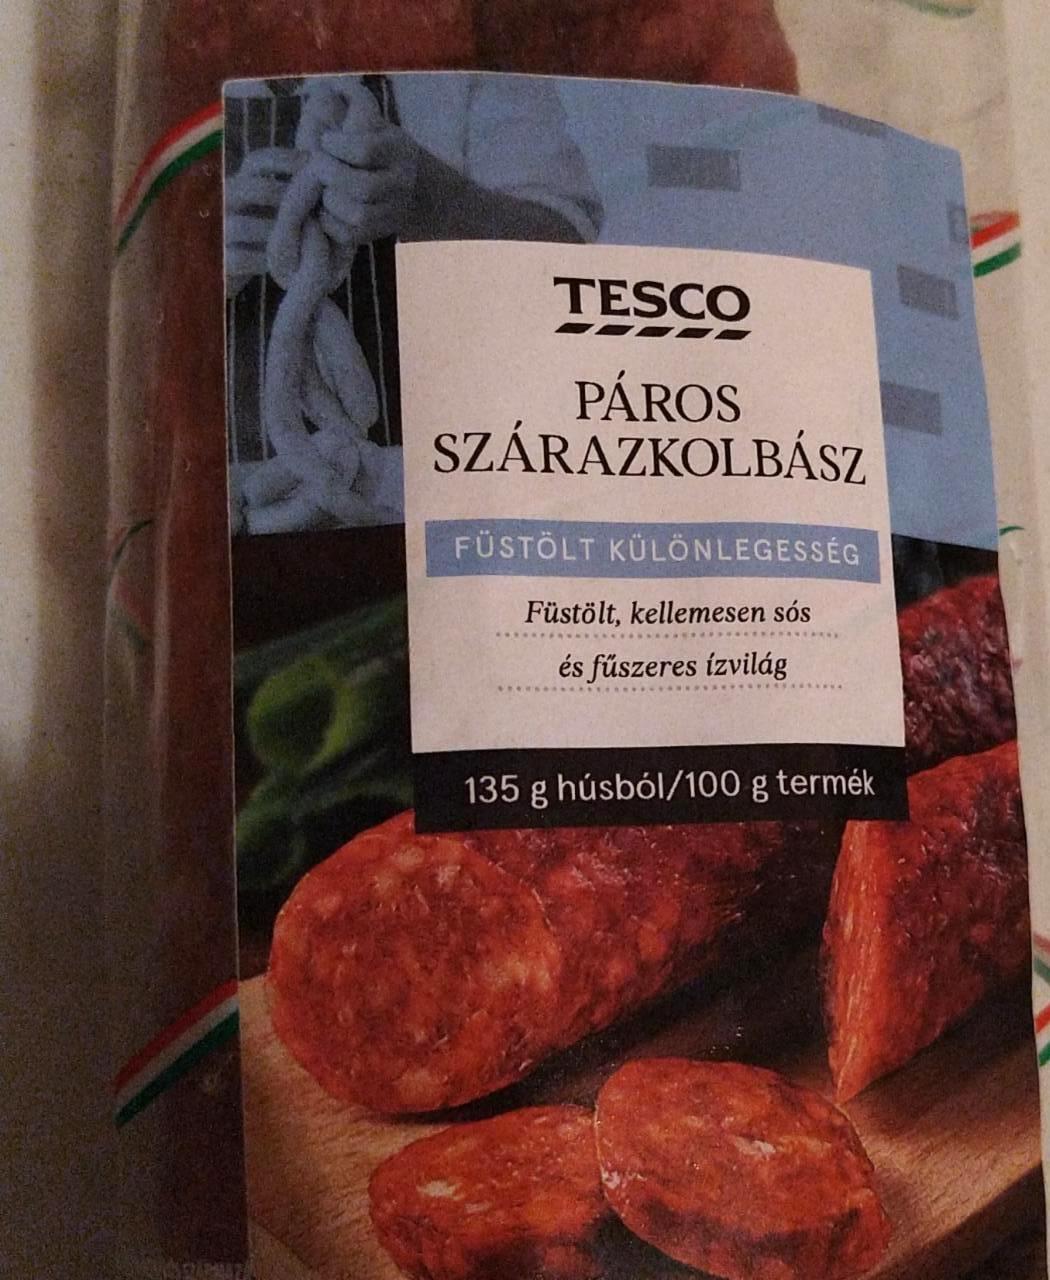 TESCO
PÁROS
SZÁRAZKOLBÁSZ
FÜSTÖLT KÜLÖNLEGESSÉG
Füstölt, kellemesen sós
és fűszeres ízvilág
135 g húsból/100 g termék